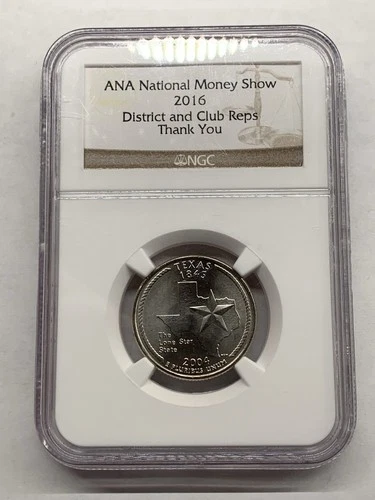 ANA National Money Show
2016
District and Club Reps
Thank You
NGC
TEXAS
1845
The
Lone Star
State
2004
E PLURIBUS UNUM